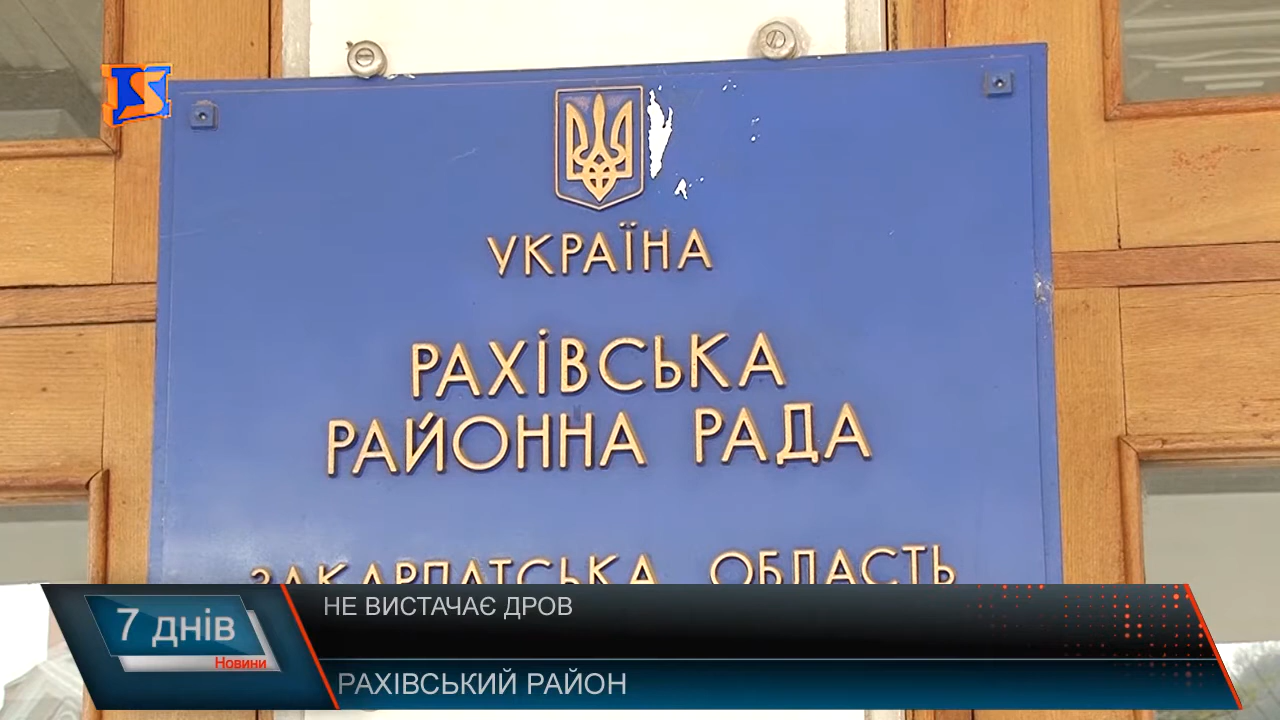 УКРАЇНА
РАХІВСЬКА
РАЙОННА РАДА
ЗАКАРПАТСЬКА ОБЛАСТЬ
7 днів
Новини
НЕ ВИСТАЧАЄ ДРОВ
РАХІВСЬКИЙ РАЙОН